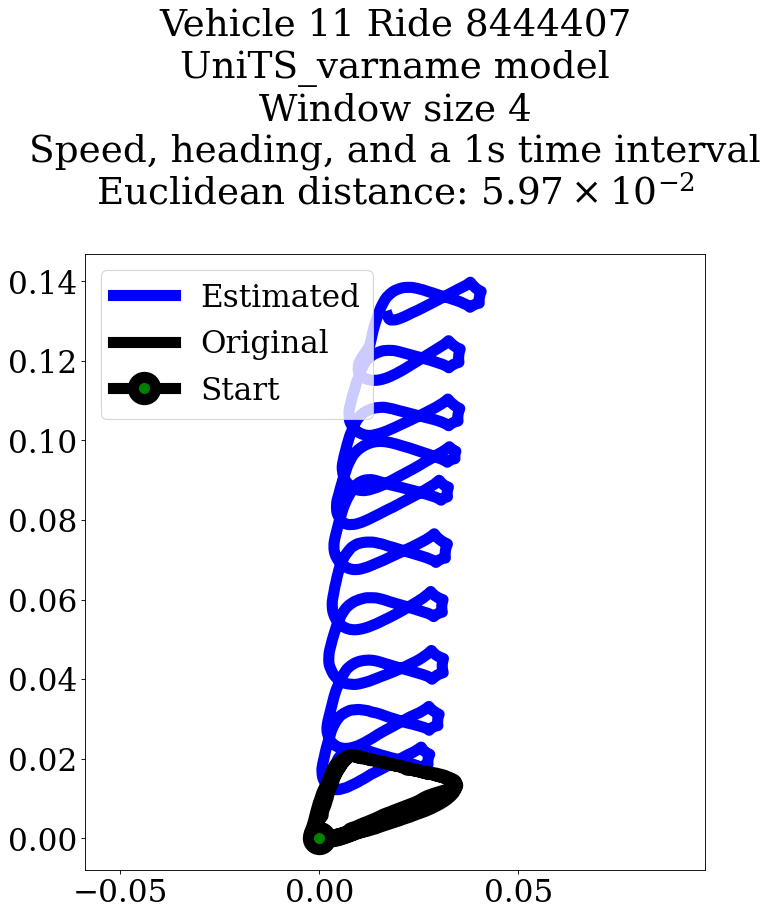 Vehicle 11 Ride 8444407
UniTS_varname model
Window size 4
Speed, heading, and a 1s time interval
Euclidean distance: 5.97 × 10⁻²
Estimated
Original
Start
0.14
0.12
0.10
0.08
0.06
0.04
0.02
0.00
−0.05
0.00
0.05